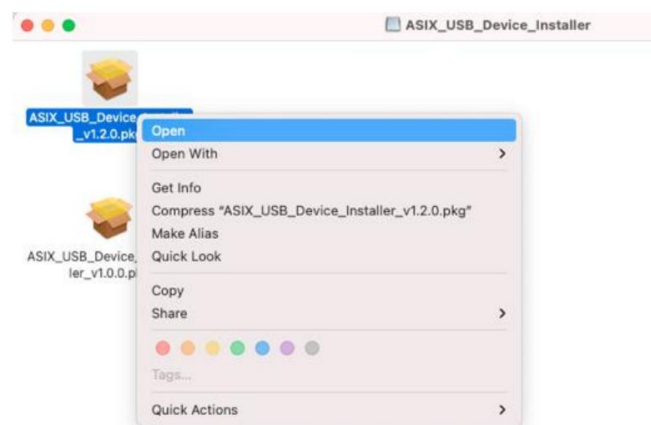 ASIX_USB_Device_Installer
ASIX_USB_Device
_v1.2.0.pk
Open
Open With
Get Info
Compress “ASIX_USB_Device_Installer_v1.2.0.pkg”
Make Alias
ASIX_USB_Device_
Quick Look
ler_v1.0.0.p
Copy
Share
Tags...
Quick Actions